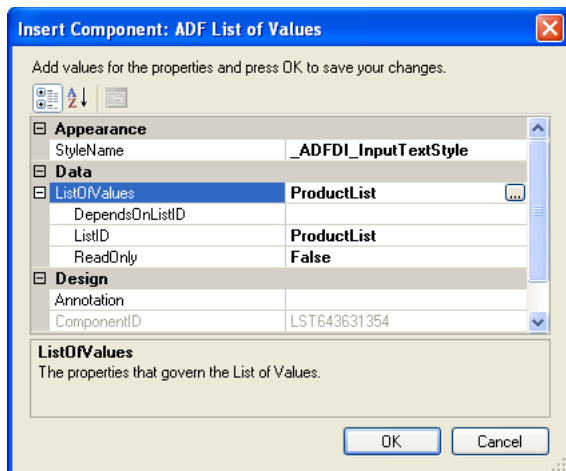 Insert Component: ADF List of Values
Add values for the properties and press OK to save your changes.
Appearance
StyleName _ADFDI_InputTextStyle
Data
ListOfValues ProductList ...
DependsOnListID
ListID ProductList
ReadOnly False
Design
Annotation
ComponentID LST643631354
ListOfValues
The properties that govern the List of Values.
OK Cancel